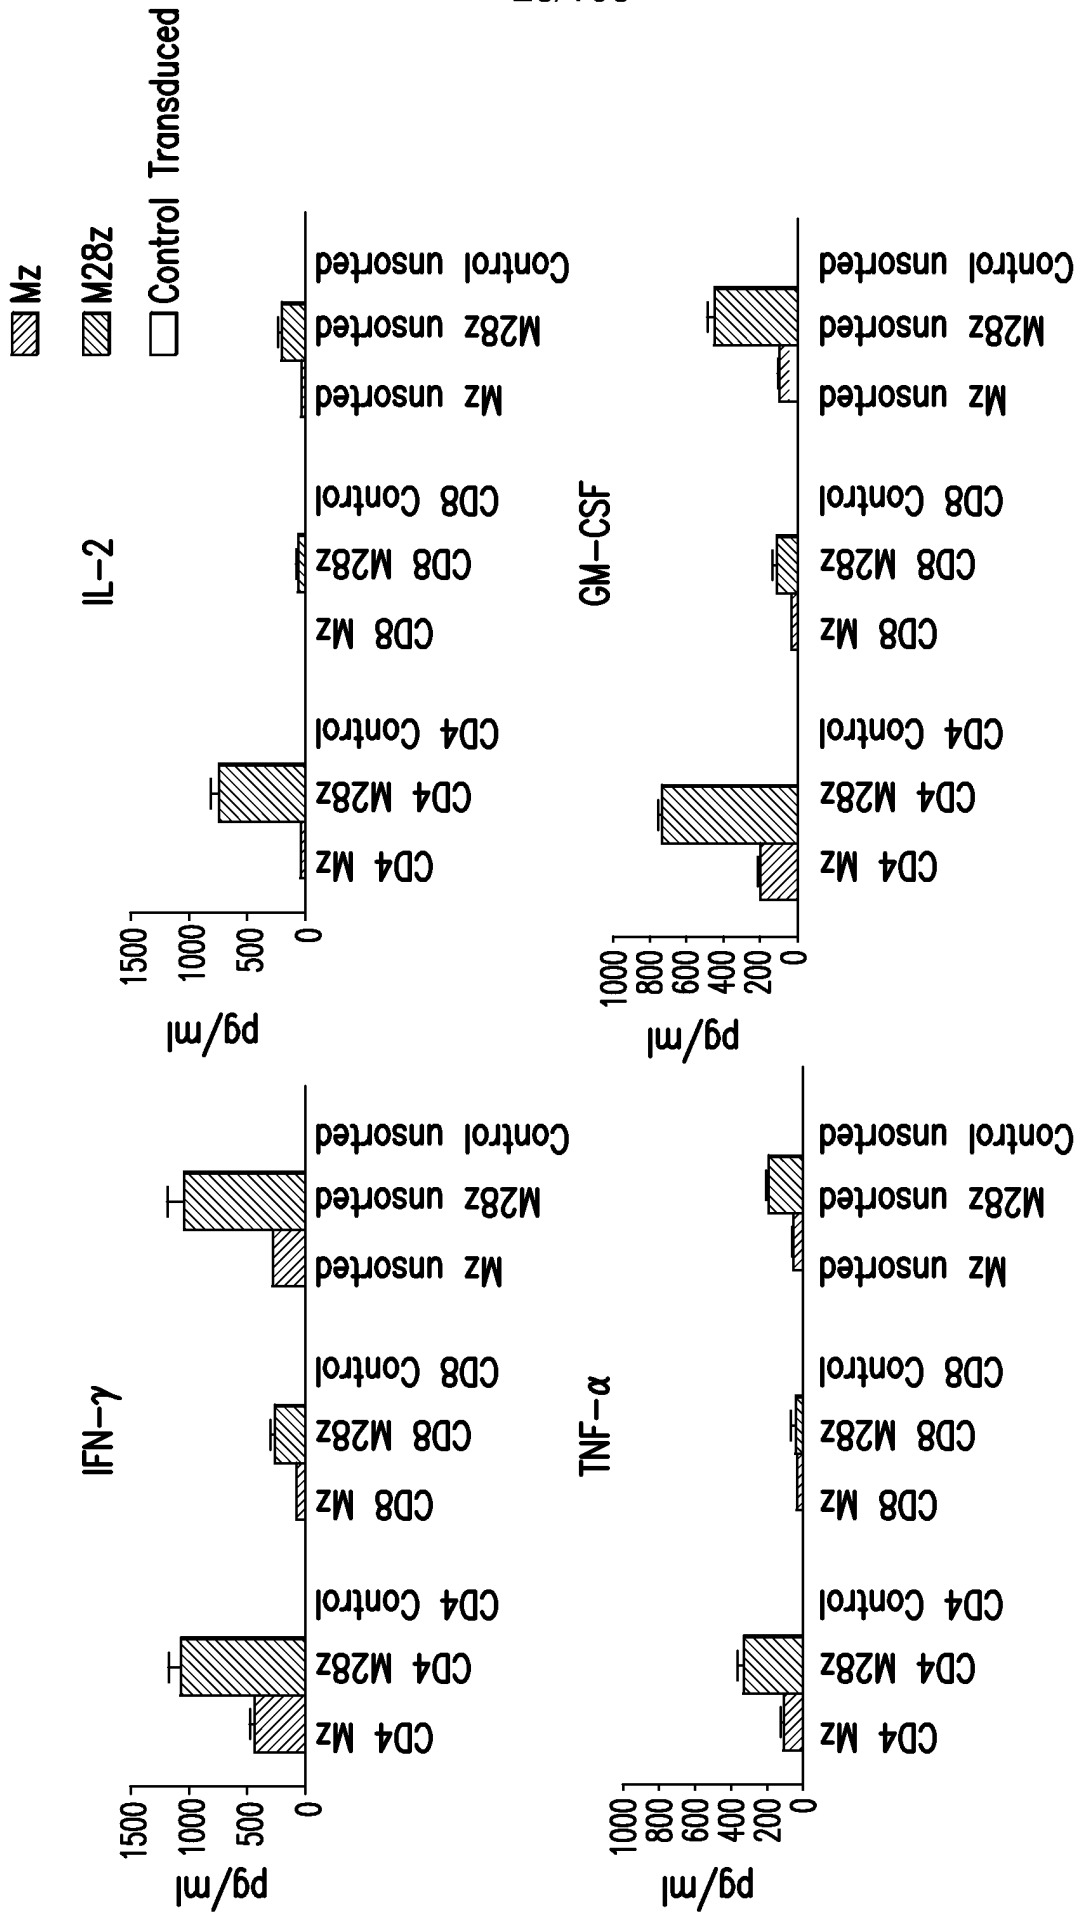 Mz
M28z
Control Transduced
IFN-γ
pg/ml
1500
1000
500
0
CD4 Mz
CD4 M28z
CD4 Control
CD8 Mz
CD8 M28z
CD8 Control
Mz unsorted
M28z unsorted
Control unsorted
IL-2
pg/ml
1500
1000
500
0
CD4 Mz
CD4 M28z
CD4 Control
CD8 Mz
CD8 M28z
CD8 Control
Mz unsorted
M28z unsorted
Control unsorted
TNF-α
pg/ml
1000
800
600
400
200
0
CD4 Mz
CD4 M28z
CD4 Control
CD8 Mz
CD8 M28z
CD8 Control
Mz unsorted
M28z unsorted
Control unsorted
GM-CSF
pg/ml
1000
800
600
400
200
0
CD4 Mz
CD4 M28z
CD4 Control
CD8 Mz
CD8 M28z
CD8 Control
Mz unsorted
M28z unsorted
Control unsorted